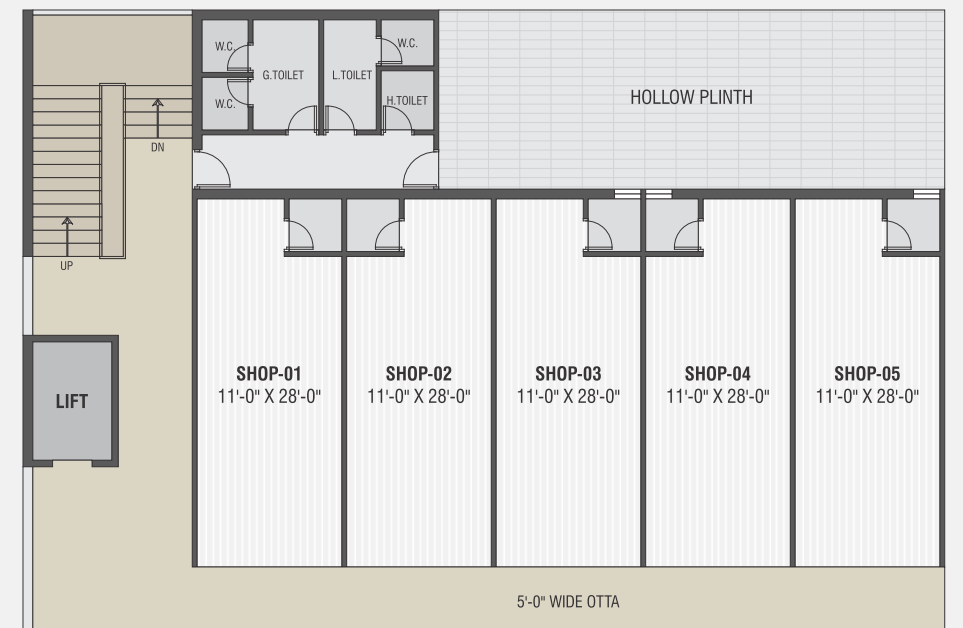 W.C.
G.TOILET
L.TOILET
W.C.
W.C.
H.TOILET
HOLLOW PLINTH
DN
UP
LIFT
SHOP-01
11'-0" X 28'-0"
SHOP-02
11'-0" X 28'-0"
SHOP-03
11'-0" X 28'-0"
SHOP-04
11'-0" X 28'-0"
SHOP-05
11'-0" X 28'-0"
5'-0" WIDE OTTA